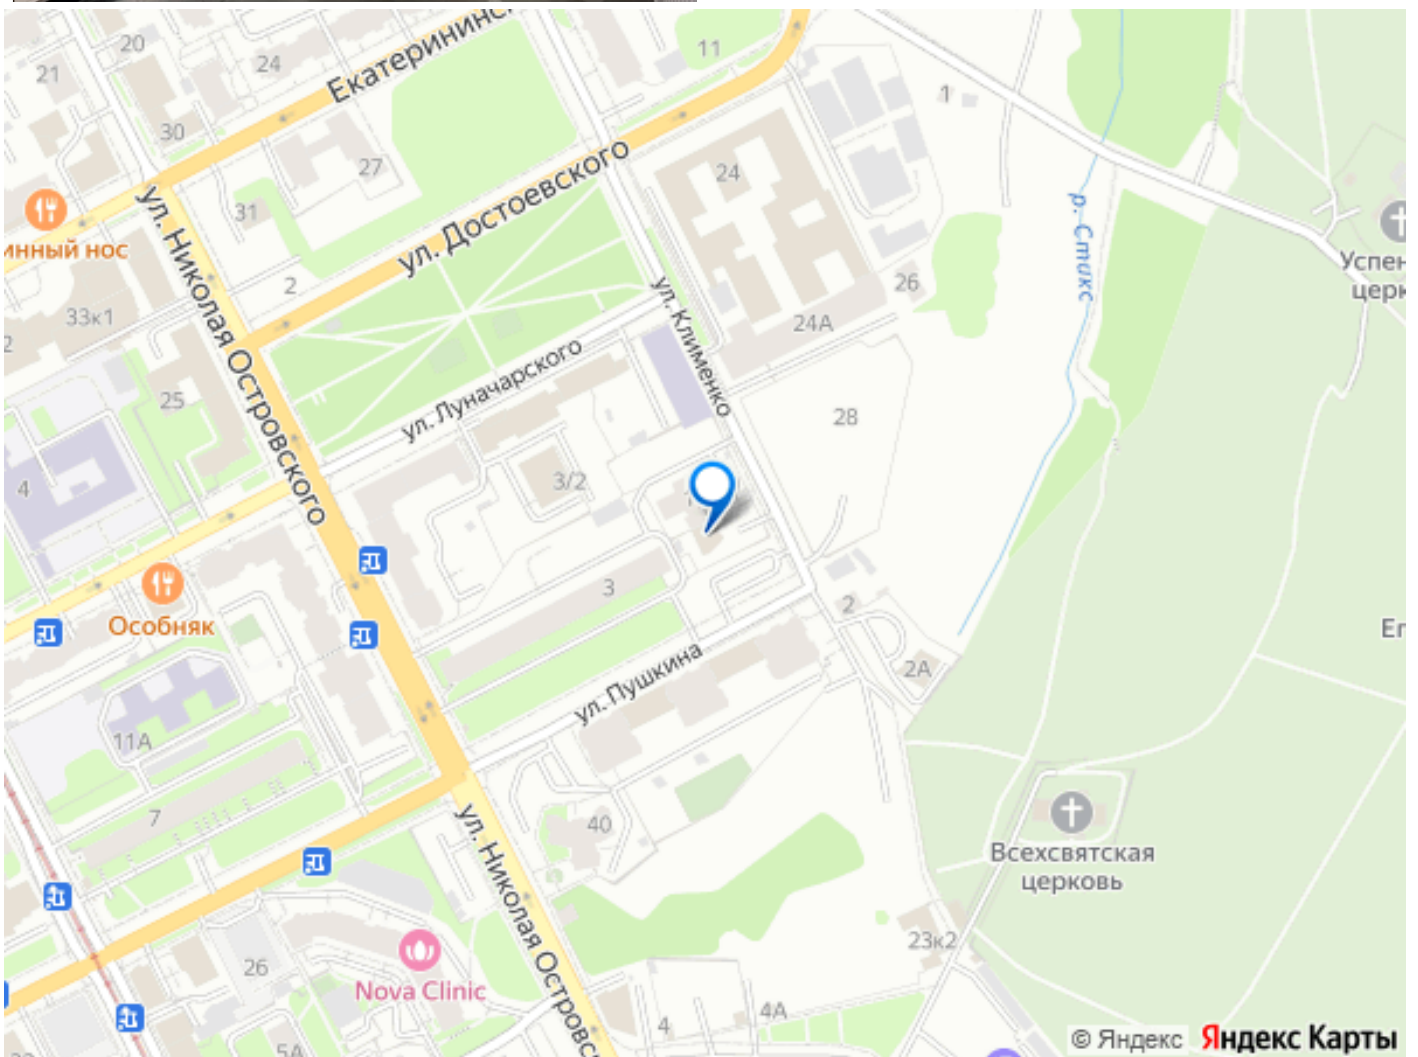 20
21
24
Екатерининс
11
1
30
27
24
31
ул. Достоевского
р. Стикс
инный нос
ул. Николая Островского
2
26
Успен
церк
33к1
2
ул. Клименко
24А
25
ул. Луначарского
28
4
3/2
1
3
2
Особняк
Ег
2А
ул. Пушкина
11А
7
40
ул. Николая Островс
Всехсвятская
церковь
23к2
26
Nova Clinic
4
4А
5А
© Яндекс Яндекс Карты